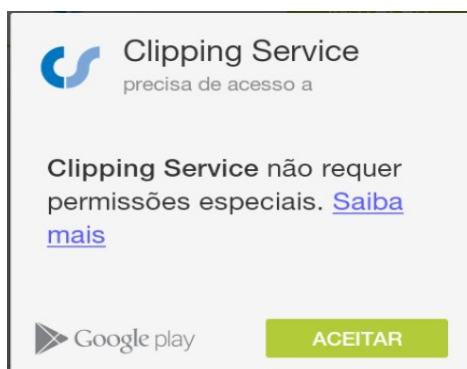 Clipping Service
precisa de acesso a
Clipping Service não requer
permissões especiais. Saiba
mais
Google play
ACEITAR